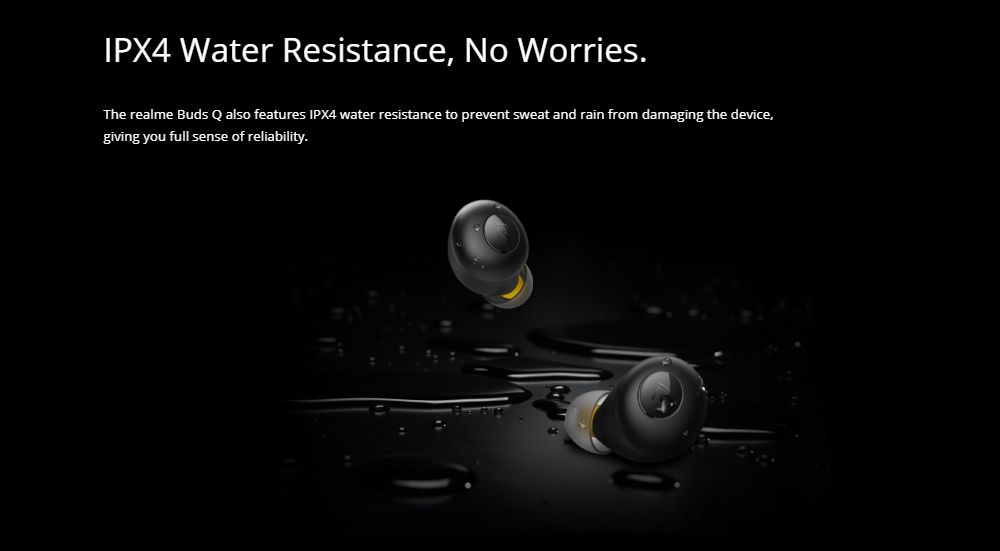 IPX4 Water Resistance, No Worries.
The realme Buds Q also features IPX4 water resistance to prevent sweat and rain from damaging the device,
giving you full sense of reliability.